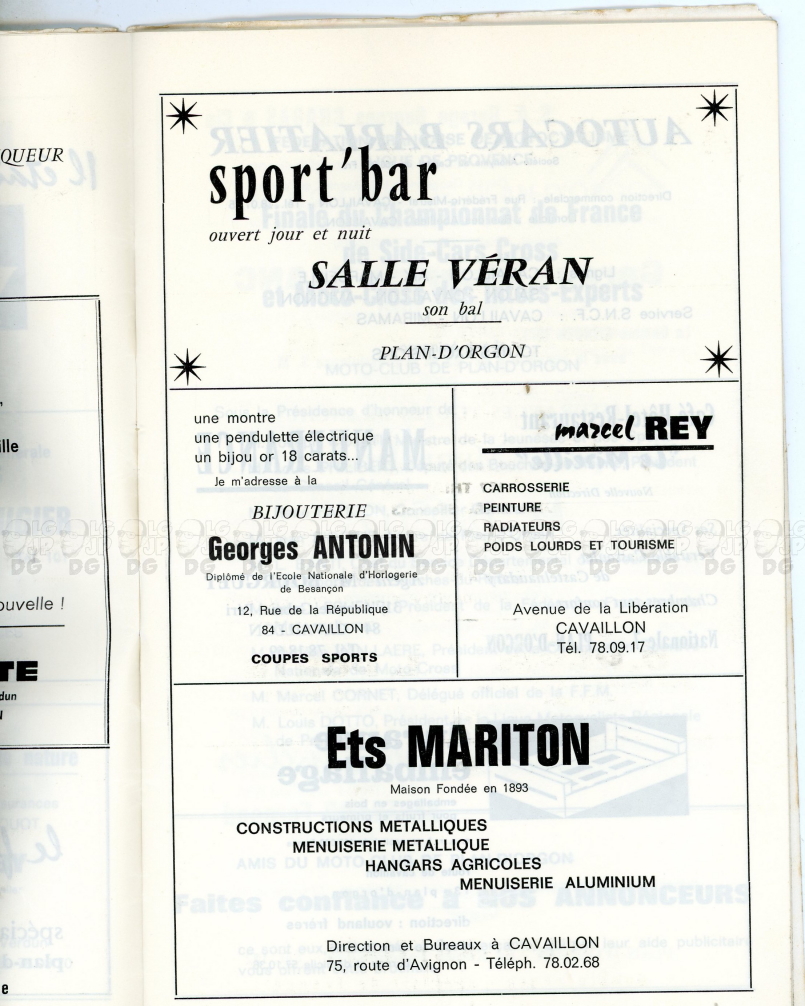 QUEUR
ille
ouvelle !
TE
dun
e
sport'bar
ouvert jour et nuit
SALLE VÉRAN
son bal
PLAN-D'ORGON
une montre
une pendulette électrique
un bijou or 18 carats...
Je m'adresse à la
BIJOUTERIE
Georges ANTONIN
Diplômé de l'Ecole Nationale d'Horlogerie
de Besançon
12, Rue de la République
84 - CAVAILLON
COUPES SPORTS
marcel REY
CARROSSERIE
PEINTURE
RADIATEURS
POIDS LOURDS ET TOURISME
Avenue de la Libération
CAVAILLON
Tél. 78.09.17
Ets MARITON
Maison Fondée en 1893
CONSTRUCTIONS METALLIQUES
MENUISERIE METALLIQUE
HANGARS AGRICOLES
MENUISERIE ALUMINIUM
Direction et Bureaux à CAVAILLON
75, route d'Avignon - Téléph. 78.02.68